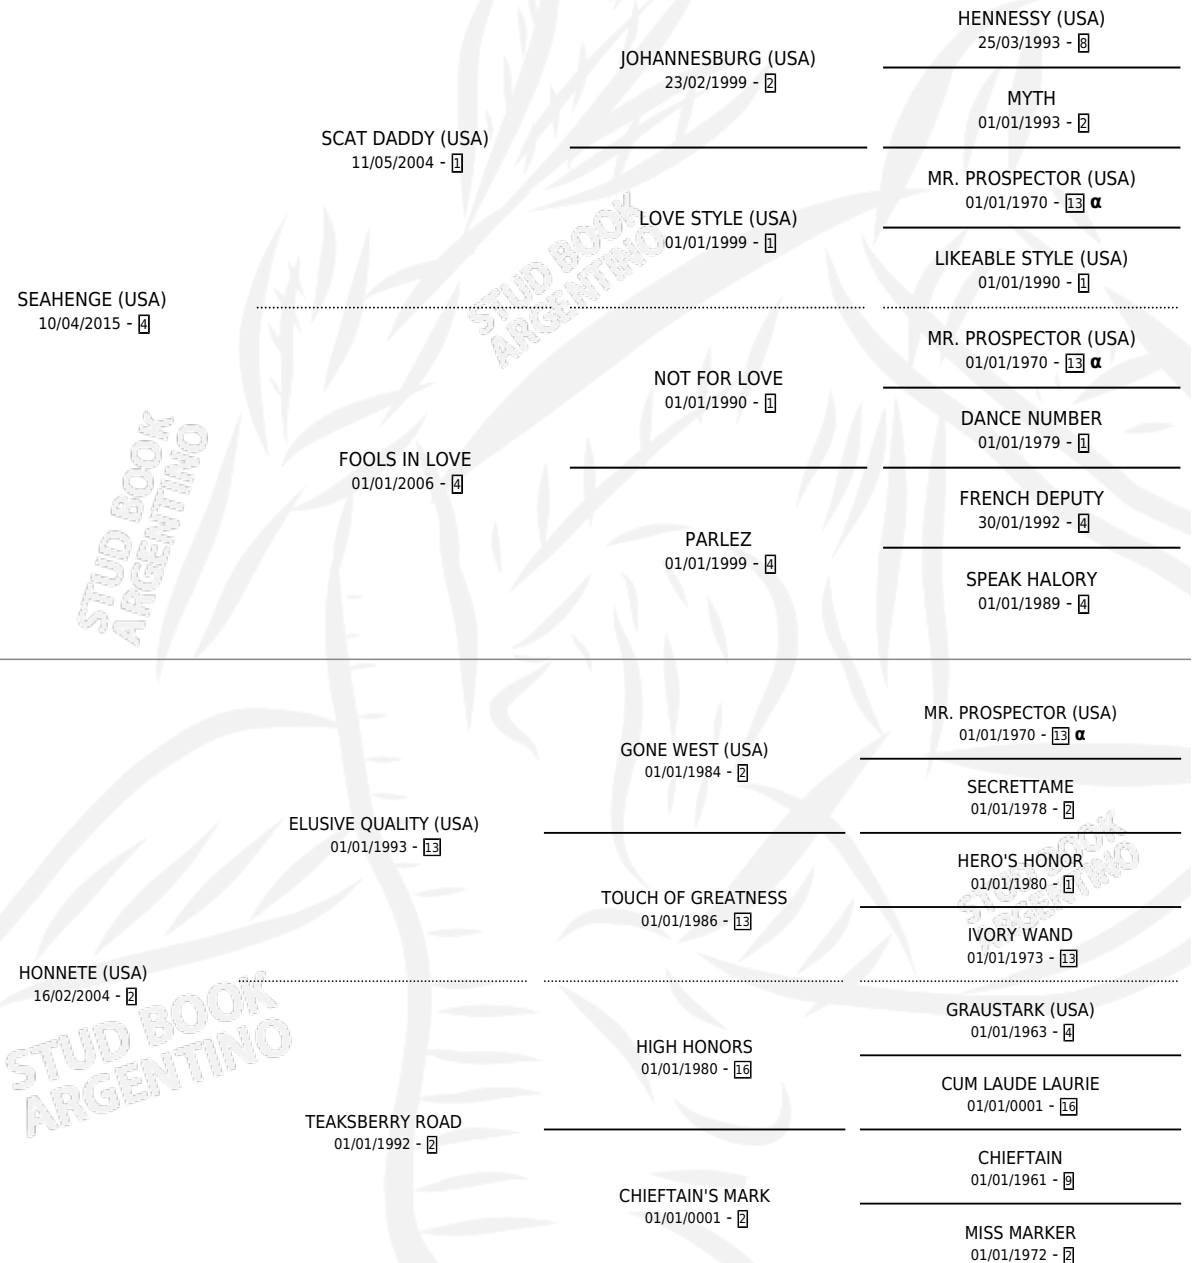 HENNESSY (USA)
25/03/1993 - 8
JOHANNESBURG (USA)
23/02/1999 - 2
MYTH
01/01/1993 - 2
SCAT DADDY (USA)
11/05/2004 - 1
MR. PROSPECTOR (USA)
01/01/1970 - 13 α
LOVE STYLE (USA)
01/01/1999 - 1
LIKEABLE STYLE (USA)
01/01/1990 - 1
SEAHENGE (USA)
10/04/2015 - 4
MR. PROSPECTOR (USA)
01/01/1970 - 13 α
NOT FOR LOVE
01/01/1990 - 1
DANCE NUMBER
01/01/1979 - 1
FOOLS IN LOVE
01/01/2006 - 4
FRENCH DEPUTY
30/01/1992 - 4
PARLEZ
01/01/1999 - 4
SPEAK HALORY
01/01/1989 - 4
MR. PROSPECTOR (USA)
01/01/1970 - 13 α
GONE WEST (USA)
01/01/1984 - 2
SECRETTAME
01/01/1978 - 2
ELUSIVE QUALITY (USA)
01/01/1993 - 13
HERO'S HONOR
01/01/1980 - 1
TOUCH OF GREATNESS
01/01/1986 - 13
IVORY WAND
01/01/1973 - 13
HONNETE (USA)
16/02/2004 - 2
GRAUSTARK (USA)
01/01/1963 - 4
HIGH HONORS
01/01/1980 - 16
CUM LAUDE LAURIE
01/01/0001 - 16
TEAKSBERRY ROAD
01/01/1992 - 2
CHIEFTAIN
01/01/1961 - 9
CHIEFTAIN'S MARK
01/01/0001 - 2
MISS MARKER
01/01/1972 - 2
STUD BOOK
ARGENTINO
STUD BOOK
ARGENTINO
STUD BOOK
ARGENTINO
STUD BOOK
ARGENTINO